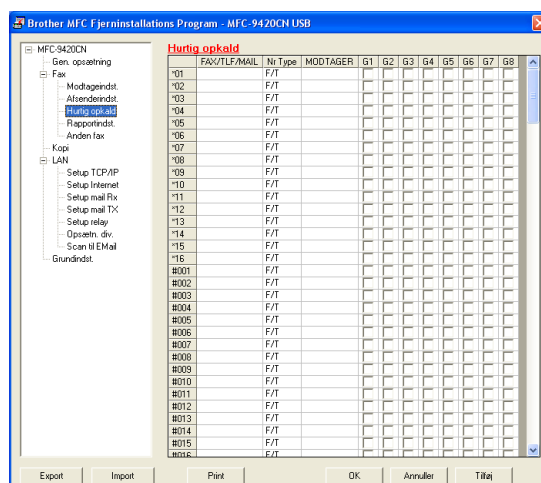 Brother MFC Fjerninstallations Program - MFC-9420CN USB
MFC-9420CN
Gen. opsætning
Fax
Modtageindst.
Afsenderindst.
Hurtig opkald
Rapportindst.
Anden fax
Kopi
LAN
Setup TCP/IP
Setup Internet
Setup mail Rx
Setup mail TX
Setup relay
Opsætn. div.
Scan til EMail
Grundindst.
Hurtig opkald
FAX/TLF/MAIL Nr Type MODTAGER G1 G2 G3 G4 G5 G6 G7 G8
*01 F/T
*02 F/T
*03 F/T
*04 F/T
*05 F/T
*06 F/T
*07 F/T
*08 F/T
*09 F/T
*10 F/T
*11 F/T
*12 F/T
*13 F/T
*14 F/T
*15 F/T
*16 F/T
#001 F/T
#002 F/T
#003 F/T
#004 F/T
#005 F/T
#006 F/T
#007 F/T
#008 F/T
#009 F/T
#010 F/T
#011 F/T
#012 F/T
#013 F/T
#014 F/T
#015 F/T
#016 F/T
Export Import Print OK Annuller Tilføj